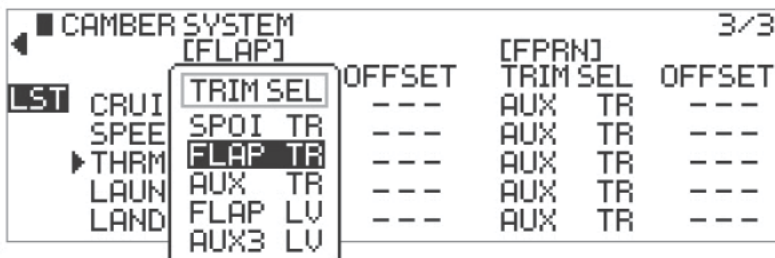 ■CAMBER SYSTEM 3/3
[FLAP] [FPRN]
TRIM SEL OFFSET TRIM SEL OFFSET
LST CRUI SPOI TR --- AUX TR ---
SPEE FLAP TR --- AUX TR ---
▶THRM AUX TR --- AUX TR ---
LAUN FLAP LV --- AUX TR ---
LAND AUX3 LV --- AUX TR ---